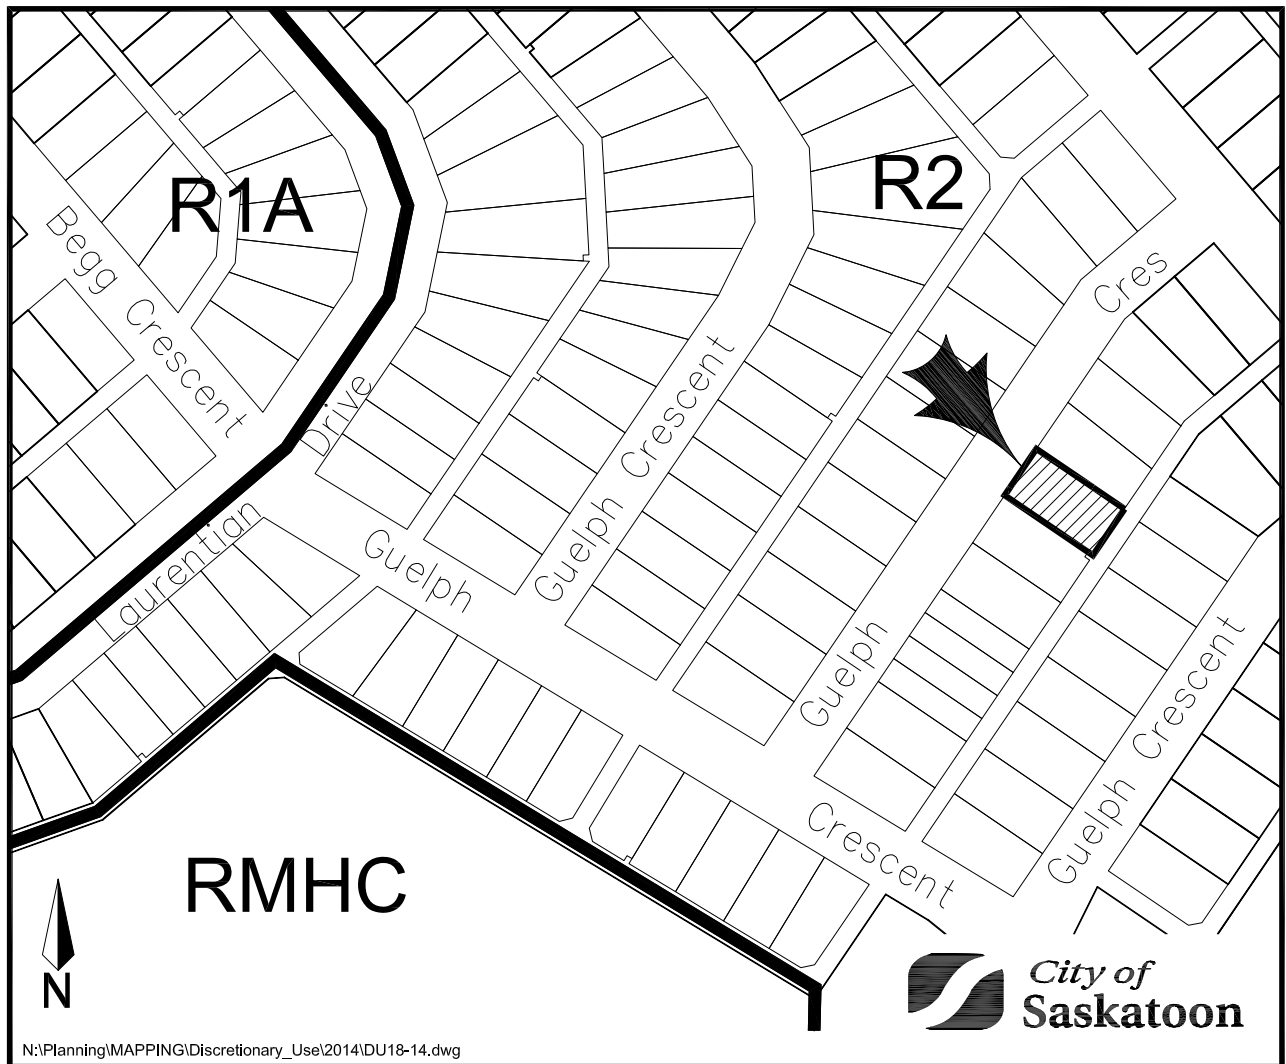 R1A
R2
Begg Crescent
Cres
Drive
Laurentian
Guelph Crescent
Guelph
Guelph
Guelph Crescent
Crescent
RMHC
N
City of
Saskatoon
N:\Planning\MAPPING\Discretionary_Use\2014\DU18-14.dwg